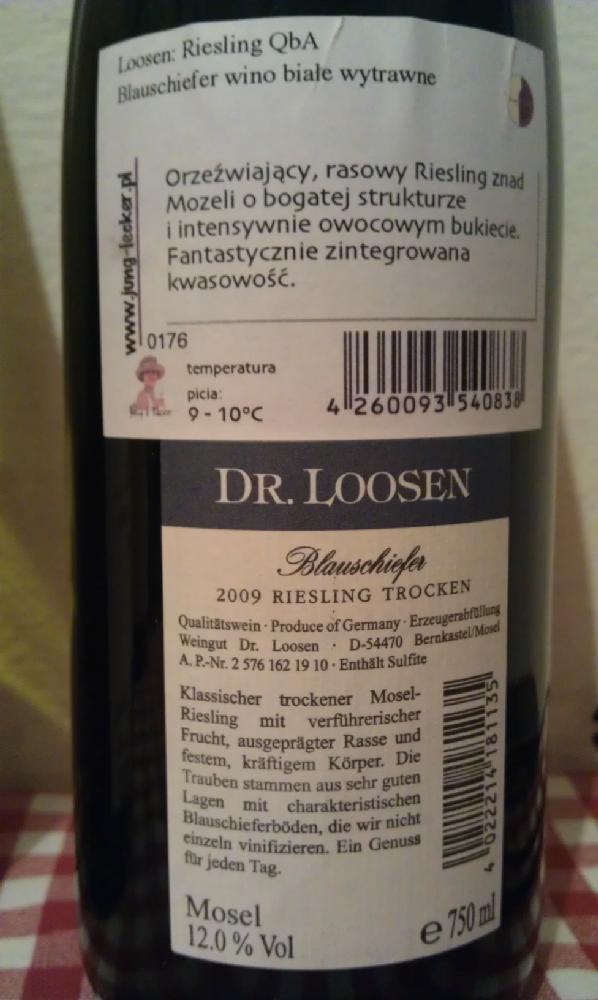 Loosen: Riesling QbA
Blauschiefer wino białe wytrawne
www.jung-lecker.pl
Orzeźwiający, rasowy Riesling znad
Mozeli o bogatej strukturze
i intensywnie owocowym bukiecie.
Fantastycznie zintegrowana
kwasowość.
0176
temperatura
picia:
9 - 10°C
4 260093 540838
DR. LOOSEN
Blauschiefer
2009 RIESLING TROCKEN
Qualitätswein · Produce of Germany · Erzeugerabfüllung
Weingut Dr. Loosen · D-54470 Bernkastel/Mosel
A. P.-Nr. 2 576 162 19 10 · Enthält Sulfite
Klassischer trockener Mosel-
Riesling mit verführerischer
Frucht, ausgeprägter Rasse und
festem, kräftigem Körper. Die
Trauben stammen aus sehr guten
Lagen mit charakteristischen
Blauschieferböden, die wir nicht
einzeln vinifizieren. Ein Genuss
für jeden Tag.
4 022214 181135
Mosel
12.0 % Vol
e 750 ml